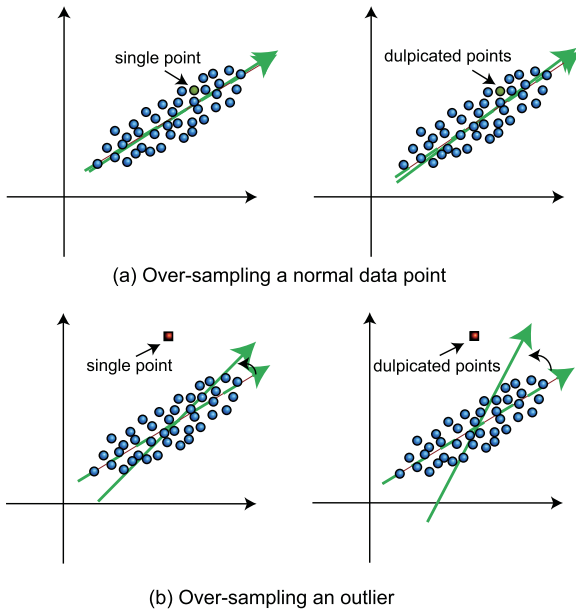 single point
dulpicated points
(a) Over-sampling a normal data point
single point
dulpicated points
(b) Over-sampling an outlier